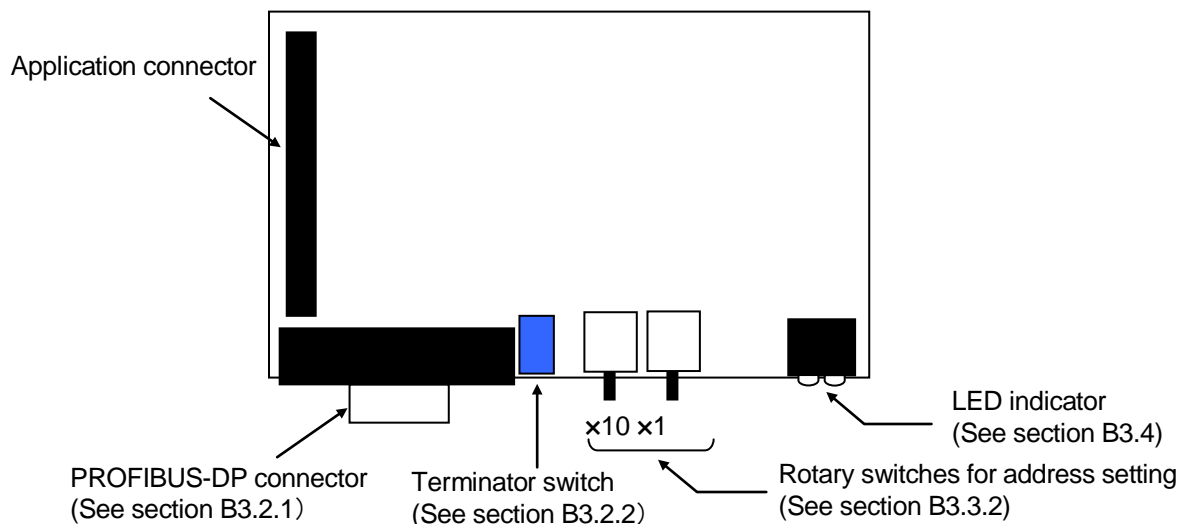 Application connector
×10 ×1
LED indicator
(See section B3.4)
PROFIBUS-DP connector
(See section B3.2.1）
Terminator switch
(See section B3.2.2)
Rotary switches for address setting
(See section B3.3.2)